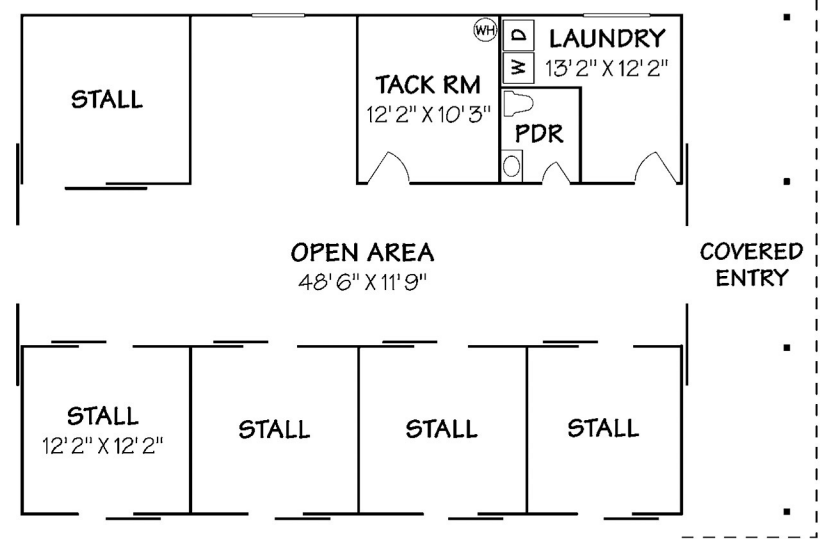 STALL
TACK RM
12'2" X 10'3"
WH
D
W
LAUNDRY
13'2" X 12'2"
PDR
OPEN AREA
48'6" X 11'9"
COVERED
ENTRY
STALL
12'2" X 12'2"
STALL
STALL
STALL